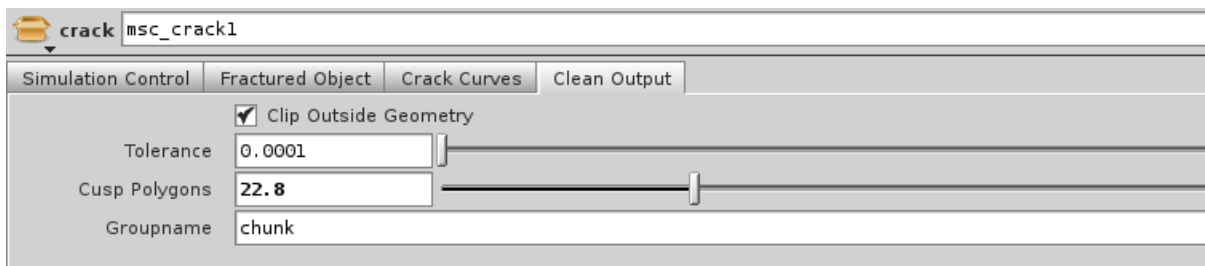 crack msc_crack1
Simulation Control Fractured Object Crack Curves Clean Output
Clip Outside Geometry
Tolerance 0.0001
Cusp Polygons 22.8
Groupname chunk